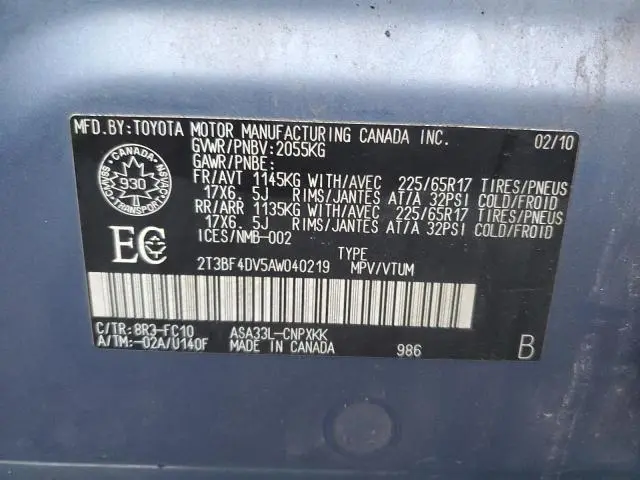 MFD.BY:TOYOTA MOTOR MANUFACTURING CANADA INC. 02/10
GVWR/PNBV:2055KG
GAWR/PNBE:
FR/AVT 1145KG WITH/AVEC 225/65R17 TIRES/PNEUS
17X6.5J RIMS/JANTES AT/A 32PSI COLD/FROID
RR/ARR 1135KG WITH/AVEC 225/65R17 TIRES/PNEUS
17X6.5J RIMS/JANTES AT/A 32PSI COLD/FROID
ICES/NMB-002 TYPE
2T3BF4DV5AW040219 MPV/VTUM
930
TRANSPORT
EC
C/TR:8R3-FC10 ASA33L-CNPXKK
A/TM:-02A/U140F MADE IN CANADA 986 B